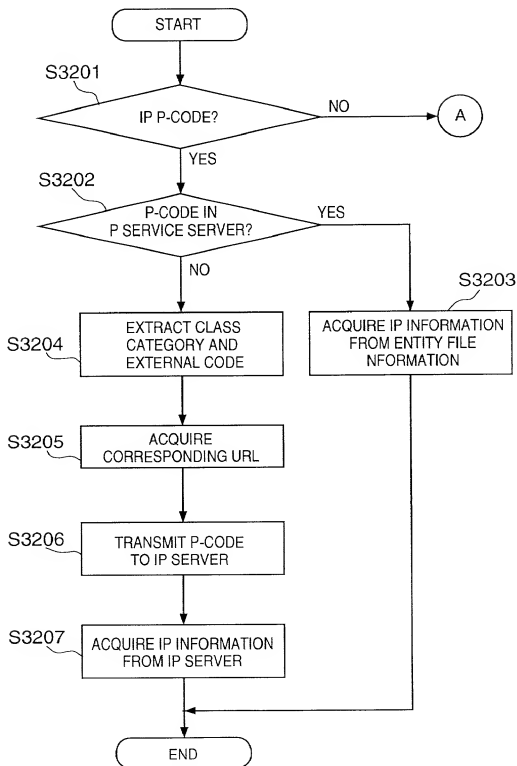 START
S3201
IP P-CODE?
NO
A
YES
S3202
P-CODE IN
P SERVICE SERVER?
YES
NO
S3203
ACQUIRE IP INFORMATION
FROM ENTITY FILE
NFORMATION
S3204
EXTRACT CLASS
CATEGORY AND
EXTERNAL CODE
S3205
ACQUIRE
CORRESPONDING URL
S3206
TRANSMIT P-CODE
TO IP SERVER
S3207
ACQUIRE IP INFORMATION
FROM IP SERVER
END